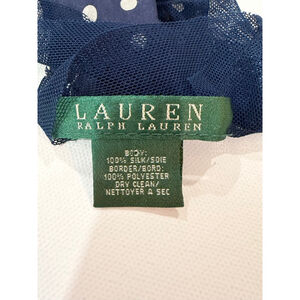 LAUREN
RALPH LAUREN
BODY:
100% SILK/SOIE
BORDER/BORD:
100% POLYESTER
DRY CLEAN/
NETTOYER A SEC